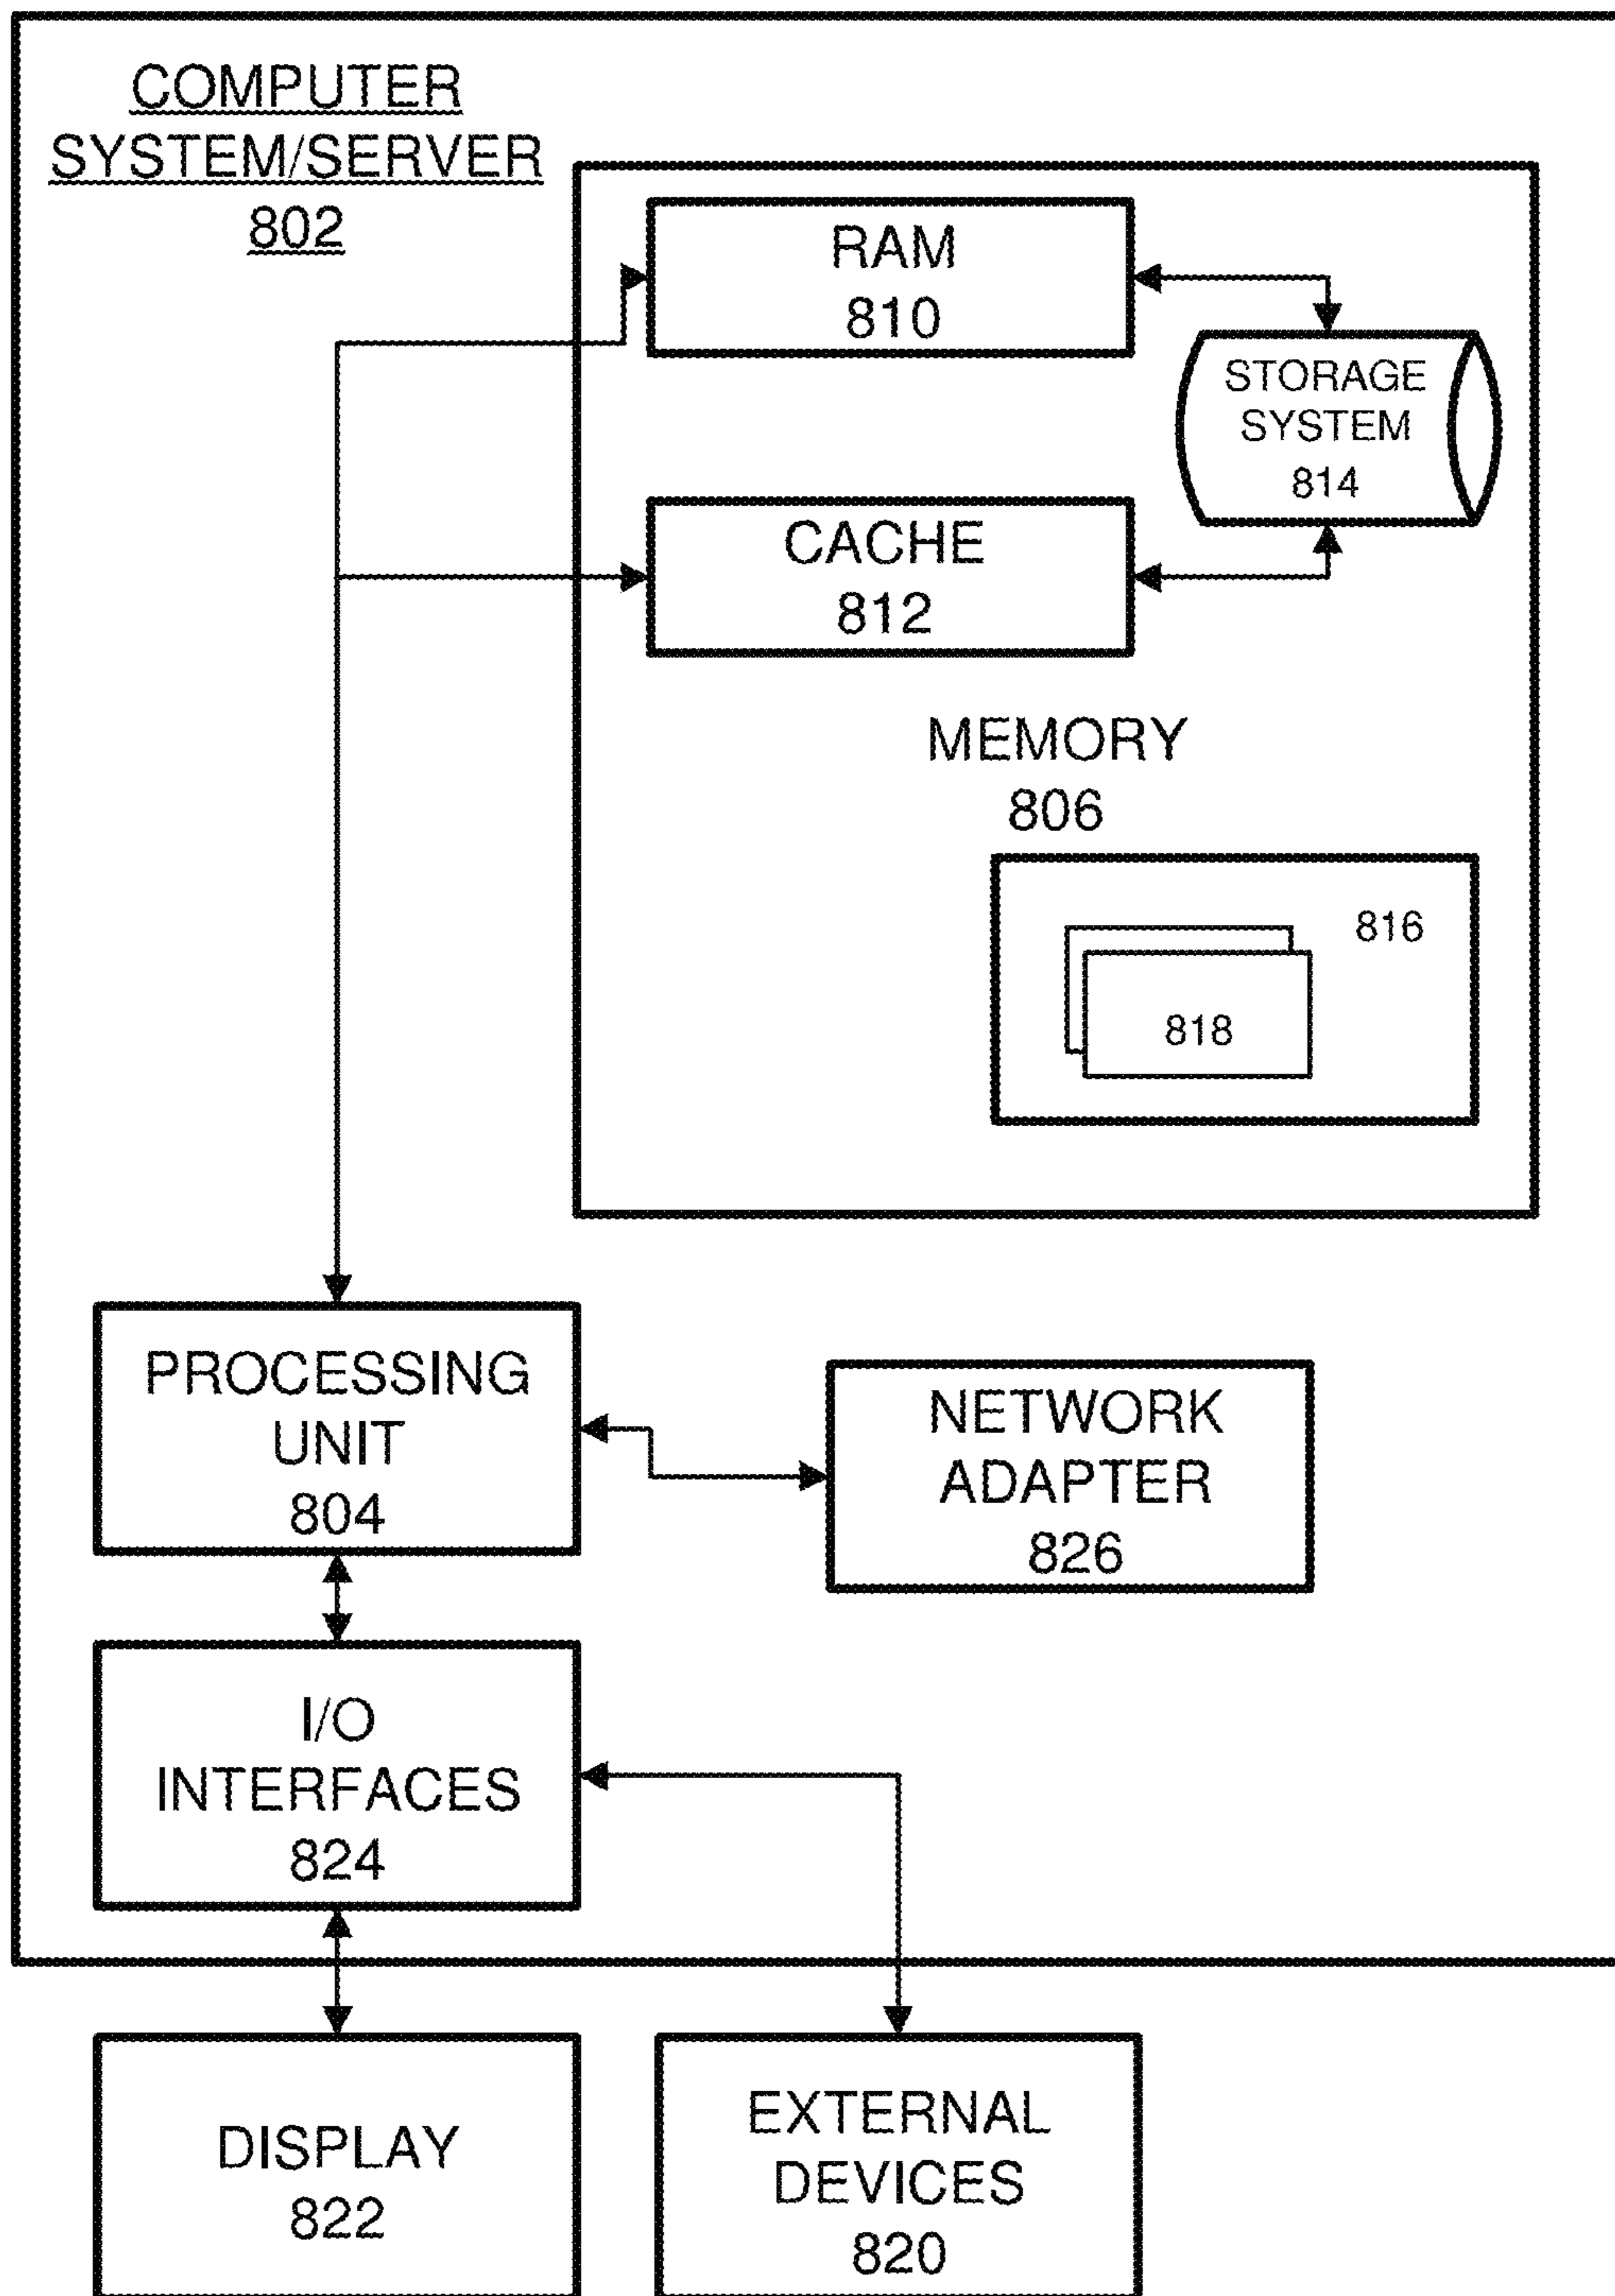 COMPUTER
SYSTEM/SERVER
802
RAM
810
STORAGE
SYSTEM
814
CACHE
812
MEMORY
806
816
818
PROCESSING
UNIT
804
NETWORK
ADAPTER
826
I/O
INTERFACES
824
DISPLAY
822
EXTERNAL
DEVICES
820